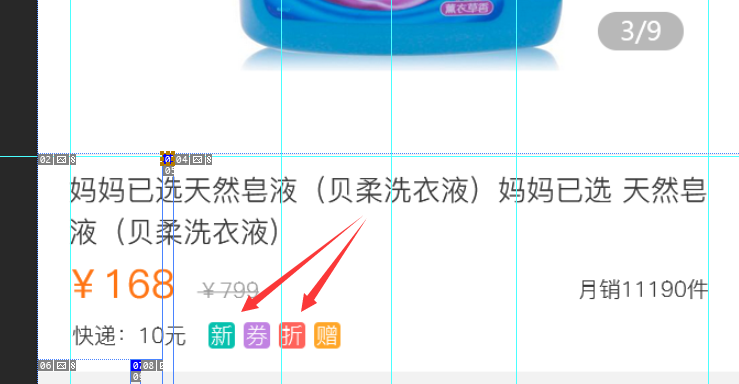 薰衣草香
3/9
02
04
妈妈已选天然皂液（贝柔洗衣液）妈妈已选 天然皂
液（贝柔洗衣液）
￥168 ￥799 月销11190件
快递：10元 新 券 折 赠
06 08